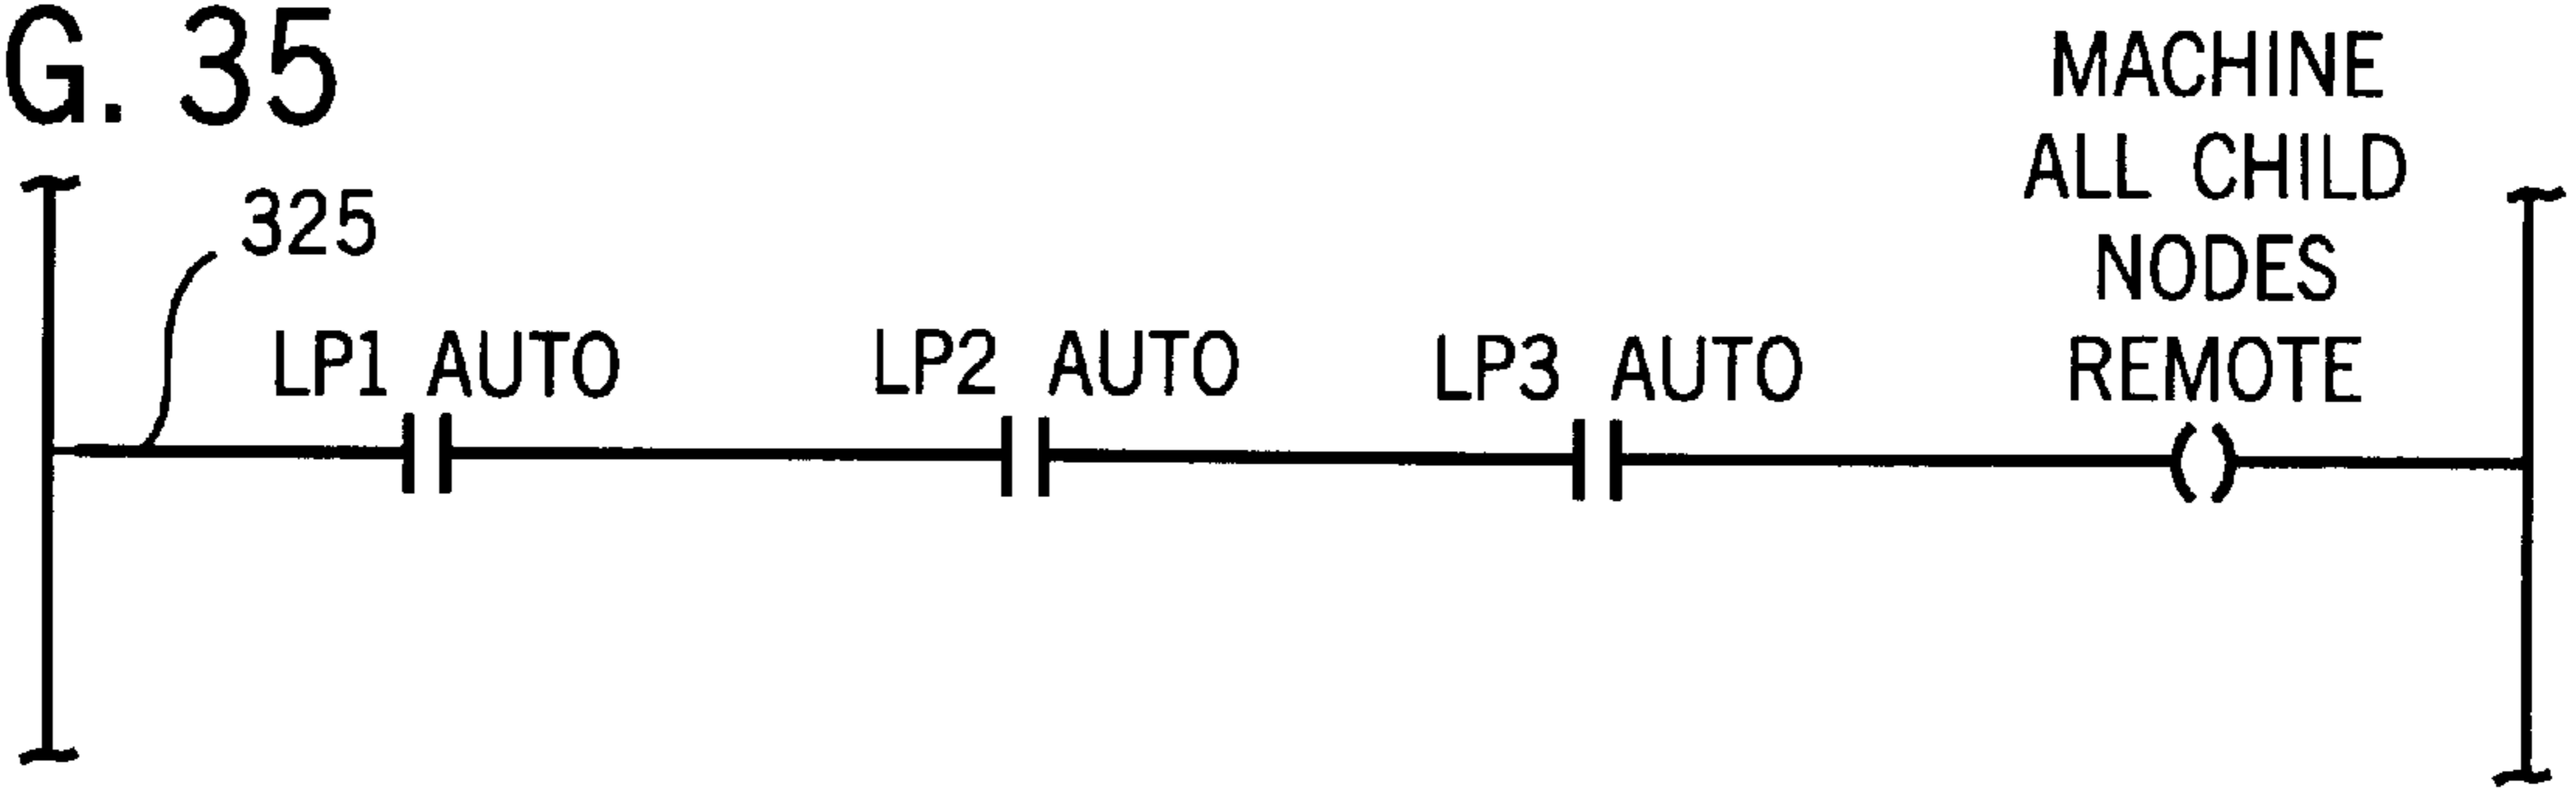 G. 35
MACHINE
ALL CHILD
NODES
REMOTE
325
LP1 AUTO
LP2 AUTO
LP3 AUTO